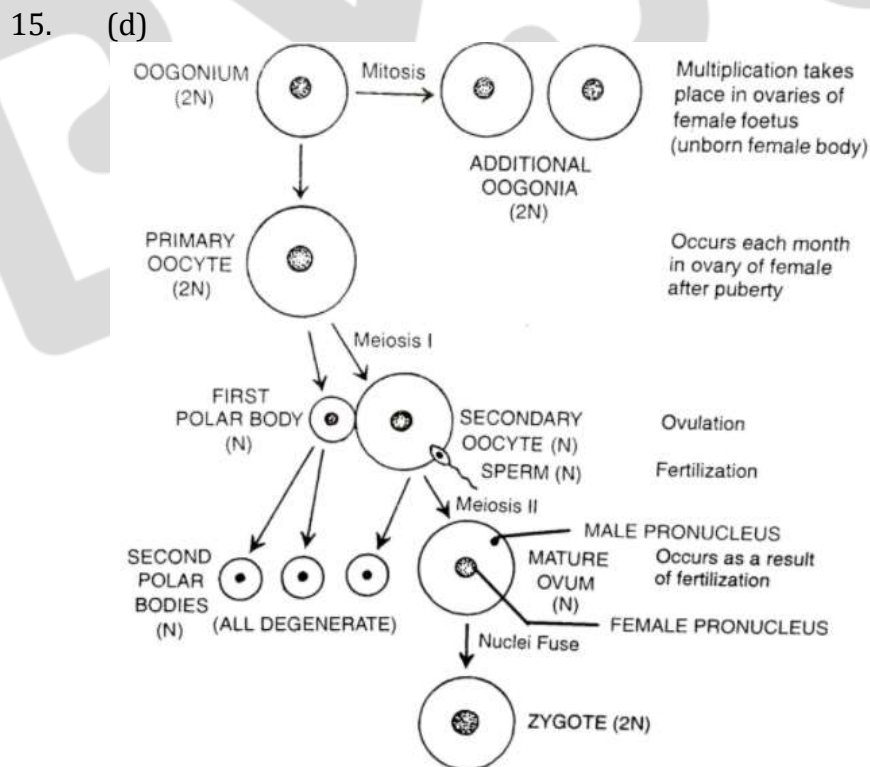 15. (d)
OOGONIUM
(2N)
Mitosis
Multiplication takes
place in ovaries of
female foetus
(unborn female body)
ADDITIONAL
OOGONIA
(2N)
PRIMARY
OOCYTE
(2N)
Occurs each month
in ovary of female
after puberty
Meiosis I
FIRST
POLAR BODY
(N)
SECONDARY
OOCYTE (N)
Ovulation
SPERM (N)
Fertilization
Meiosis II
MALE PRONUCLEUS
SECOND
POLAR
BODIES
(N)
(ALL DEGENERATE)
MATURE
OVUM
(N)
Occurs as a result
of fertilization
FEMALE PRONUCLEUS
Nuclei Fuse
ZYGOTE (2N)